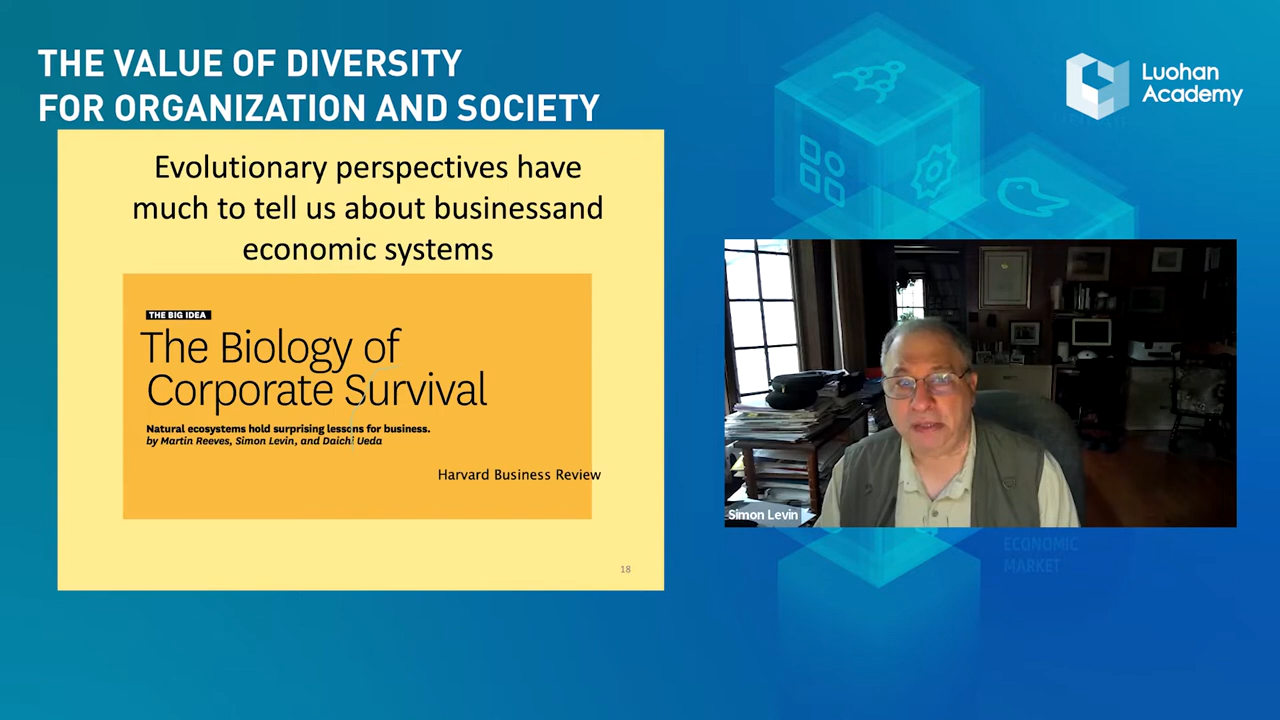 THE VALUE OF DIVERSITY
FOR ORGANIZATION AND SOCIETY
Luohan
Academy
Evolutionary perspectives have
much to tell us about businessand
economic systems
THE BIG IDEA
The Biology of
Corporate Survival
Natural ecosystems hold surprising lessons for business.
by Martin Reeves, Simon Levin, and Daichi Ueda
Harvard Business Review
18
Simon Levin
ECONOMIC
MARKET